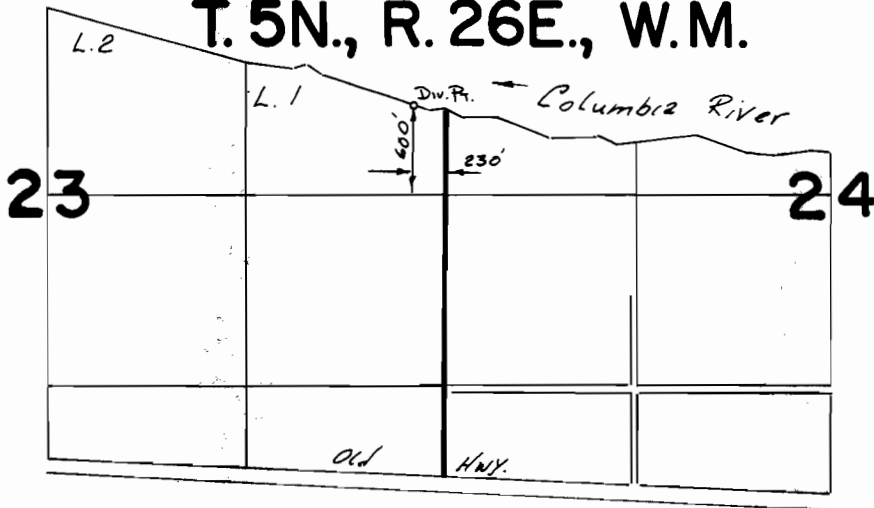 T. 5N., R. 26E., W.M.
L.2
L.1
Div. Pt.
Columbia River
600'
230'
23
24
Old Hwy.